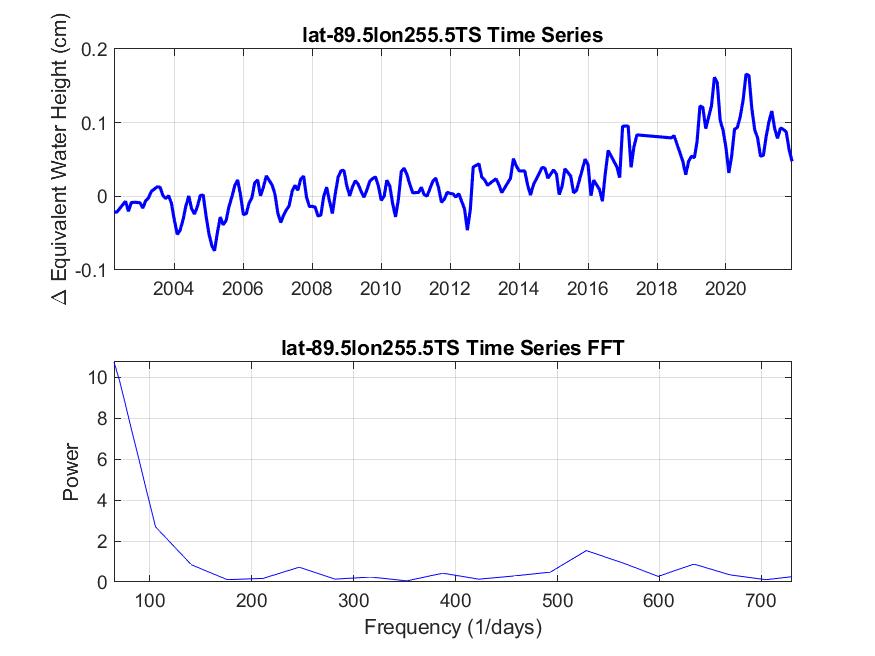 lat-89.5lon255.5TS Time Series
Δ Equivalent Water Height (cm)
0.2
0.1
0
-0.1
2004 2006 2008 2010 2012 2014 2016 2018 2020
lat-89.5lon255.5TS Time Series FFT
Power
10
8
6
4
2
0
100 200 300 400 500 600 700
Frequency (1/days)